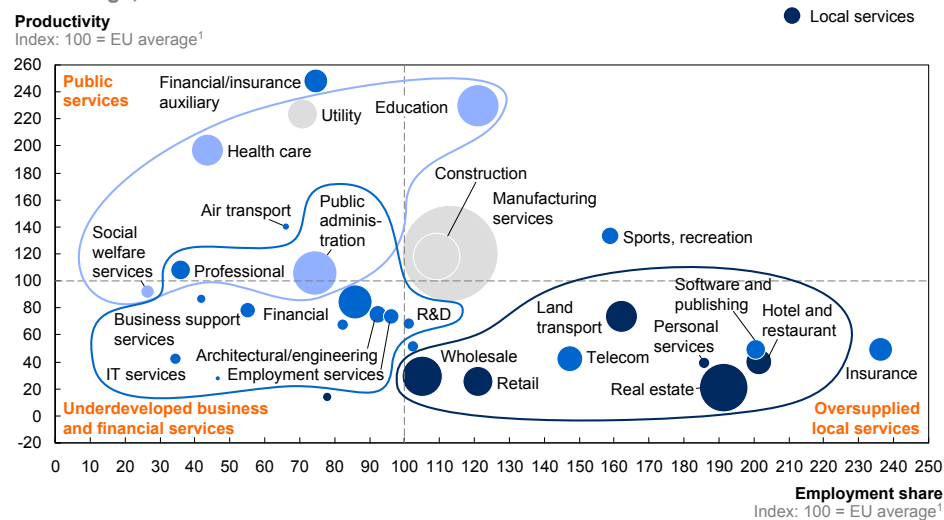 Productivity
Index: 100 = EU average1
Local services
260
240
220
200
180
160
140
120
100
80
60
40
20
0
-20
Public
services
Financial/insurance
auxiliary
Utility
Education
Health care
Construction
Manufacturing
services
Air transport
Public
adminis-
tration
Social
welfare
services
Professional
Sports, recreation
Software and
publishing
Hotel and
restaurant
Land
transport
Personal
services
Business support
services
Financial
R&D
Architectural/engineering
Employment services
IT services
Wholesale
Retail
Telecom
Real estate
Insurance
Underdeveloped business
and financial services
Oversupplied
local services
0 10 20 30 40 50 60 70 80 90 100 110 120 130 140 150 160 170 180 190 200 210 220 230 240 250
Employment share
Index: 100 = EU average1